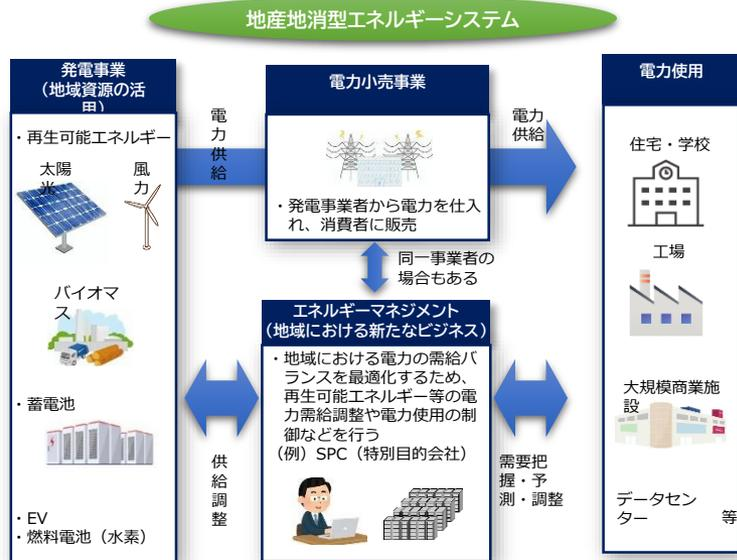 地産地消型エネルギーシステム
発電事業
（地域資源の活
用）
・再生可能エネルギー
太陽
光
風
力
バイオマ
ス
・蓄電池
・EV
・燃料電池（水素）
電
力
供
給
電力小売事業
・発電事業者から電力を仕入
れ、消費者に販売
電力
供給
同一事業者の
場合もある
エネルギーマネジメント
（地域における新たなビジネス）
・地域における電力の需給バ
ランスを最適化するため、
再生可能エネルギー等の電
力需給調整や電力使用の制
御などを行う
（例）SPC（特別目的会社）
供
給
調
整
需要把
握・予
測・調整
電力使用
住宅・学校
工場
大規模商業施
設
データセン
ター
等